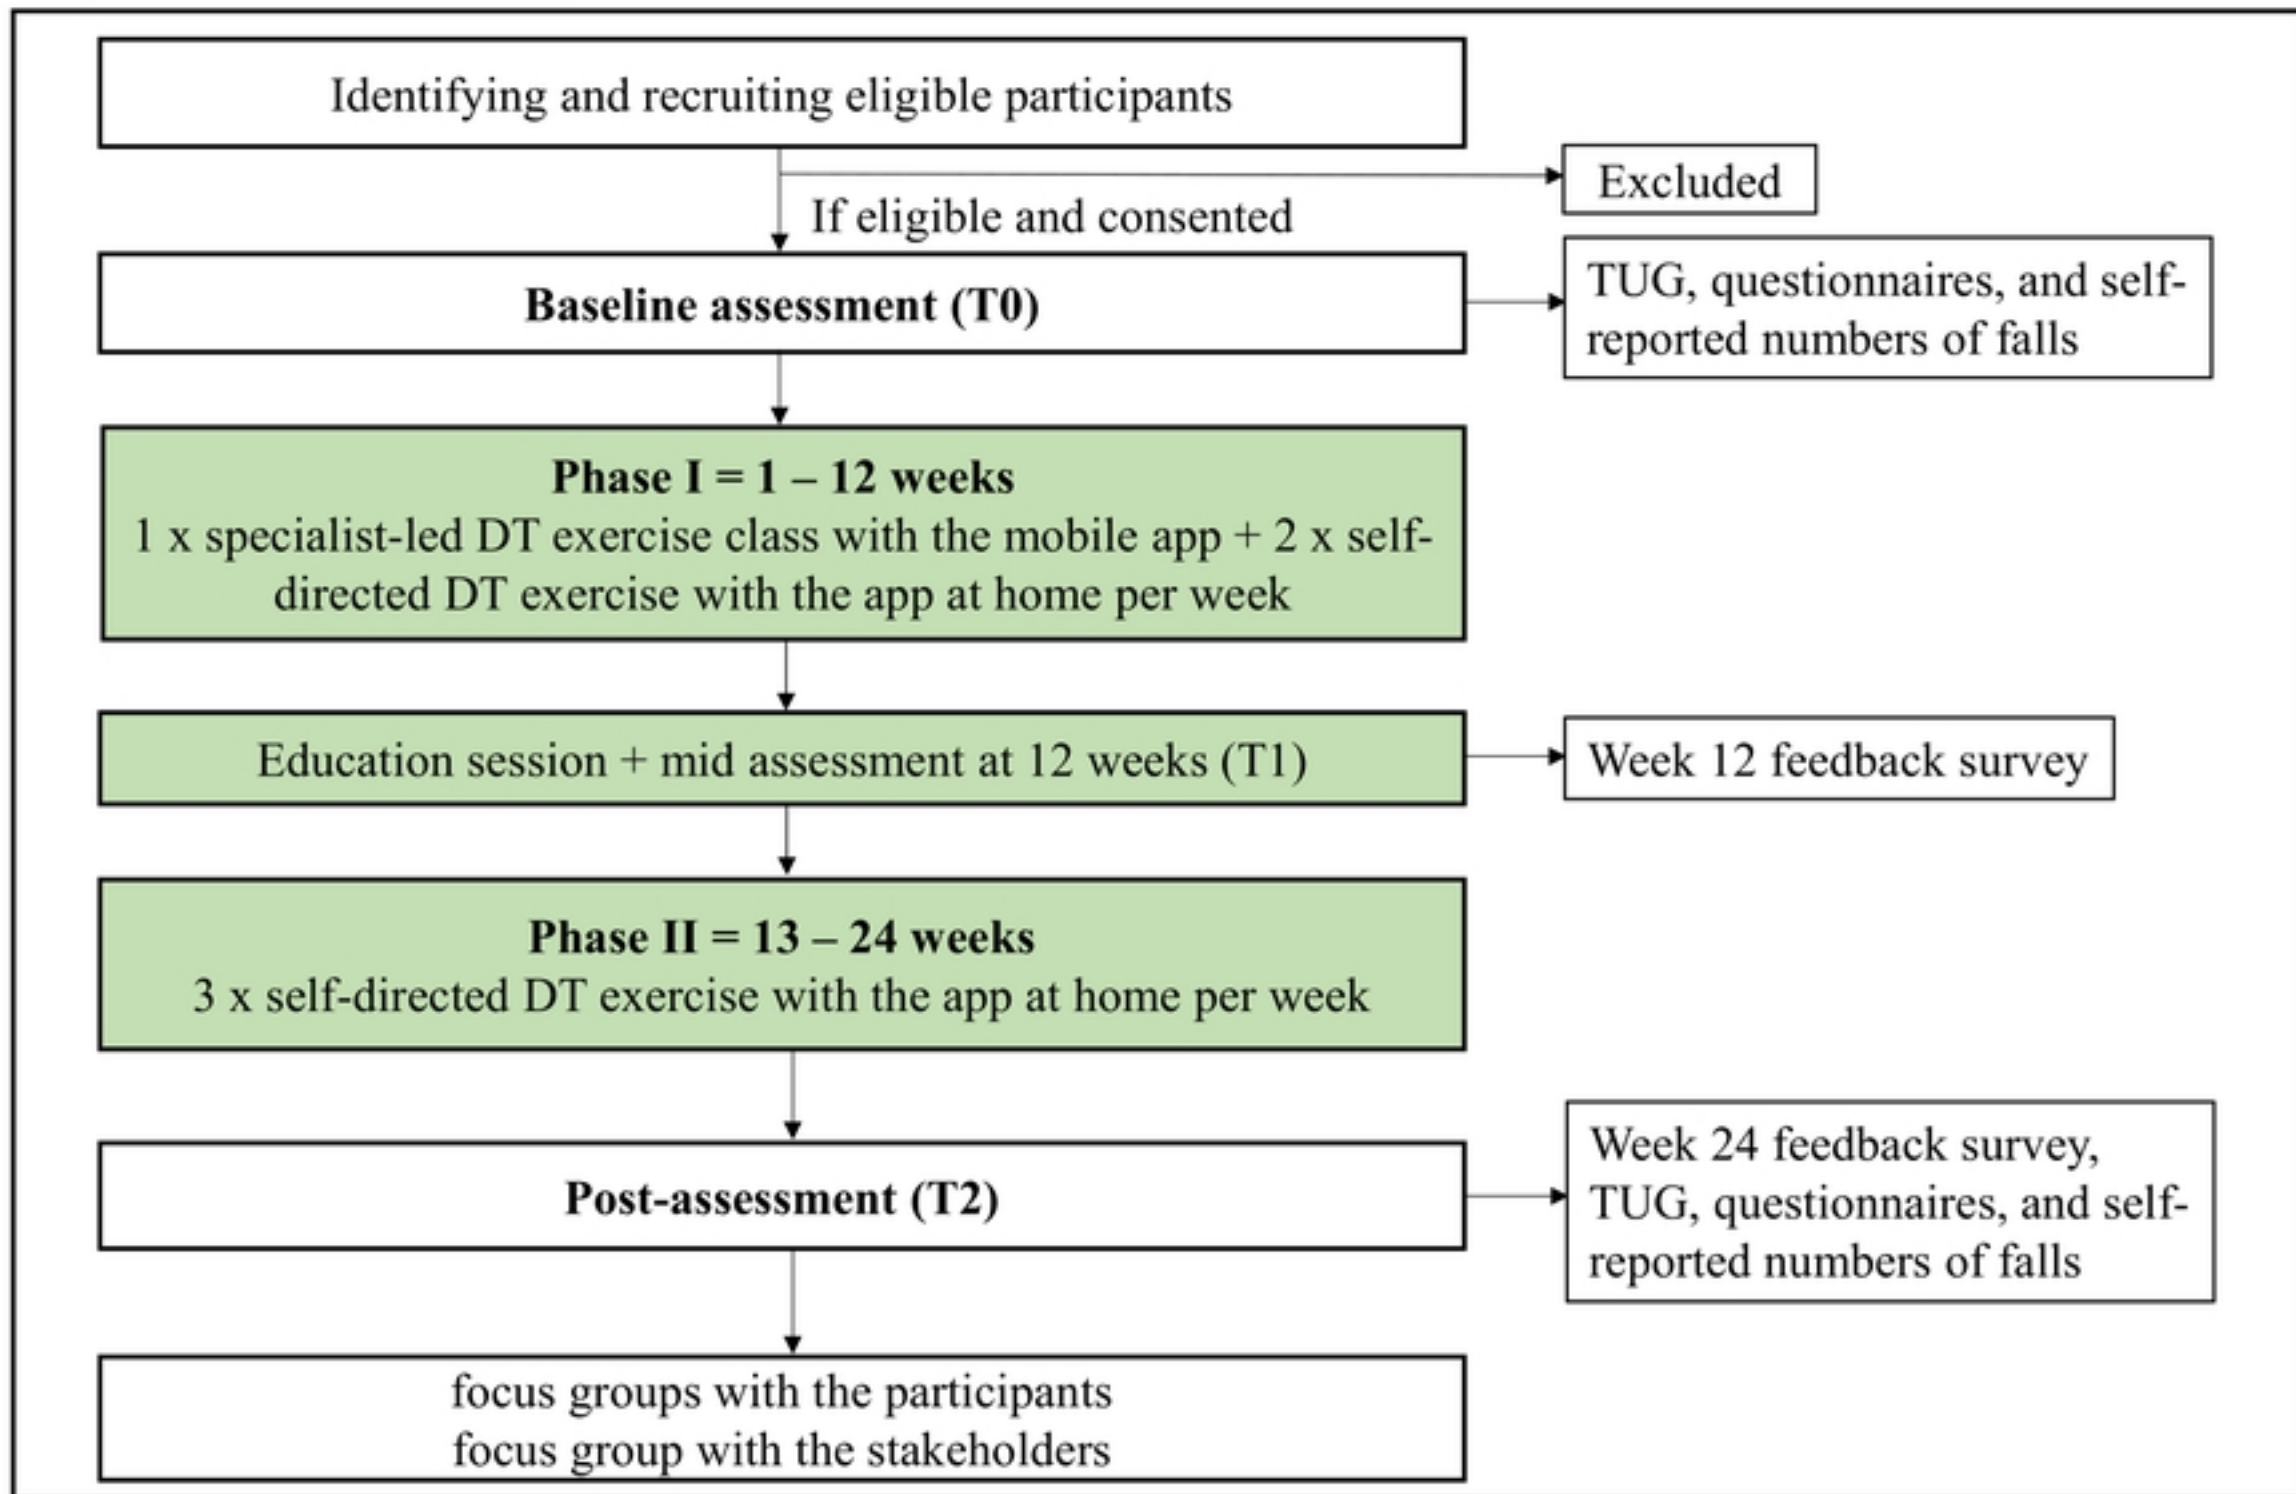 Identifying and recruiting eligible participants
Excluded
If eligible and consented
Baseline assessment (T0)
TUG, questionnaires, and self-
reported numbers of falls
Phase I = 1 – 12 weeks
1 x specialist-led DT exercise class with the mobile app + 2 x self-
directed DT exercise with the app at home per week
Education session + mid assessment at 12 weeks (T1)
Week 12 feedback survey
Phase II = 13 – 24 weeks
3 x self-directed DT exercise with the app at home per week
Post-assessment (T2)
Week 24 feedback survey,
TUG, questionnaires, and self-
reported numbers of falls
focus groups with the participants
focus group with the stakeholders